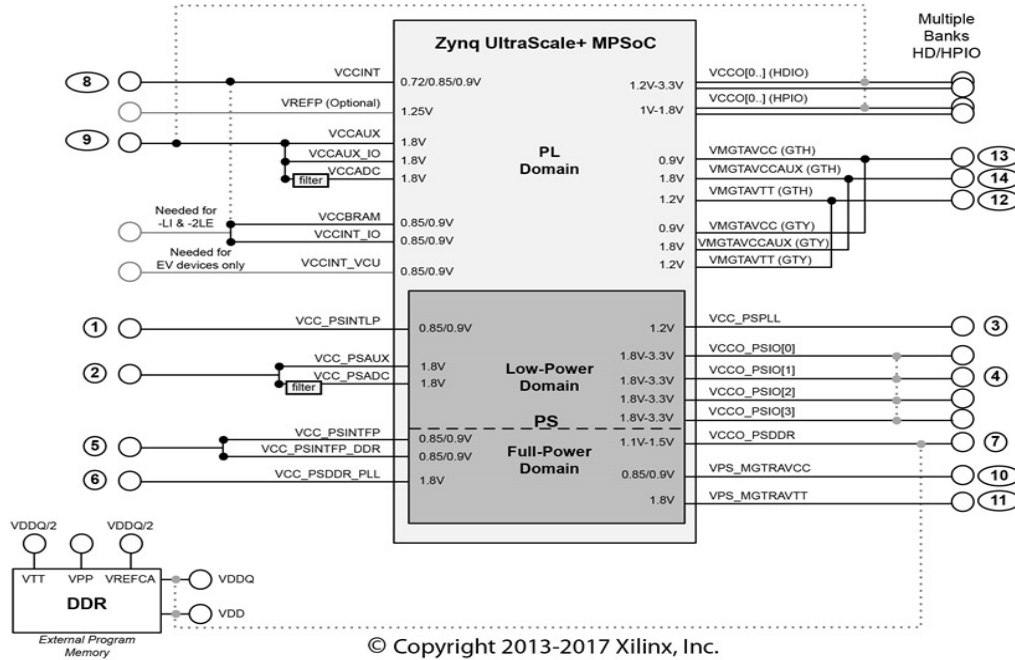 Zynq UltraScale+ MPSoC
Multiple
Banks
HD/HPIO
8
VCCINT
0.72/0.85/0.9V
VREFP (Optional)
1.25V
9
VCCAUX
1.8V
VCCAUX_IO
1.8V
VCCADC
filter
1.8V
Needed for
-LI & -2LE
VCCBRAM
0.85/0.9V
VCCINT_IO
0.85/0.9V
Needed for
EV devices only
VCCINT_VCU
0.85/0.9V
PL
Domain
1.2V-3.3V
VCCO[0..] (HDIO)
1V-1.8V
VCCO[0..] (HPIO)
0.9V
VMGTAVCC (GTH)
13
1.8V
VMGTAVCCAUX (GTH)
14
1.2V
VMGTAVTT (GTH)
12
0.9V
VMGTAVCC (GTY)
1.8V
VMGTAVCCAUX (GTY)
1.2V
VMGTAVTT (GTY)
1
VCC_PSINTLP
0.85/0.9V
2
VCC_PSAUX
1.8V
VCC_PSADC
filter
1.8V
Low-Power
Domain
PS
Full-Power
Domain
5
VCC_PSINTFP
0.85/0.9V
VCC_PSINTFP_DDR
0.85/0.9V
6
VCC_PSDDR_PLL
1.8V
1.2V
VCC_PSPLL
3
1.8V-3.3V
VCCO_PSIO[0]
1.8V-3.3V
VCCO_PSIO[1]
4
1.8V-3.3V
VCCO_PSIO[2]
1.8V-3.3V
VCCO_PSIO[3]
1.1V-1.5V
VCCO_PSDDR
7
0.85/0.9V
VPS_MGTRAVCC
10
1.8V
VPS_MGTRAVTT
11
VDDQ/2
VDDQ/2
VTT
VPP
VREFCA
DDR
VDDQ
VDD
External Program
Memory
© Copyright 2013-2017 Xilinx, Inc.